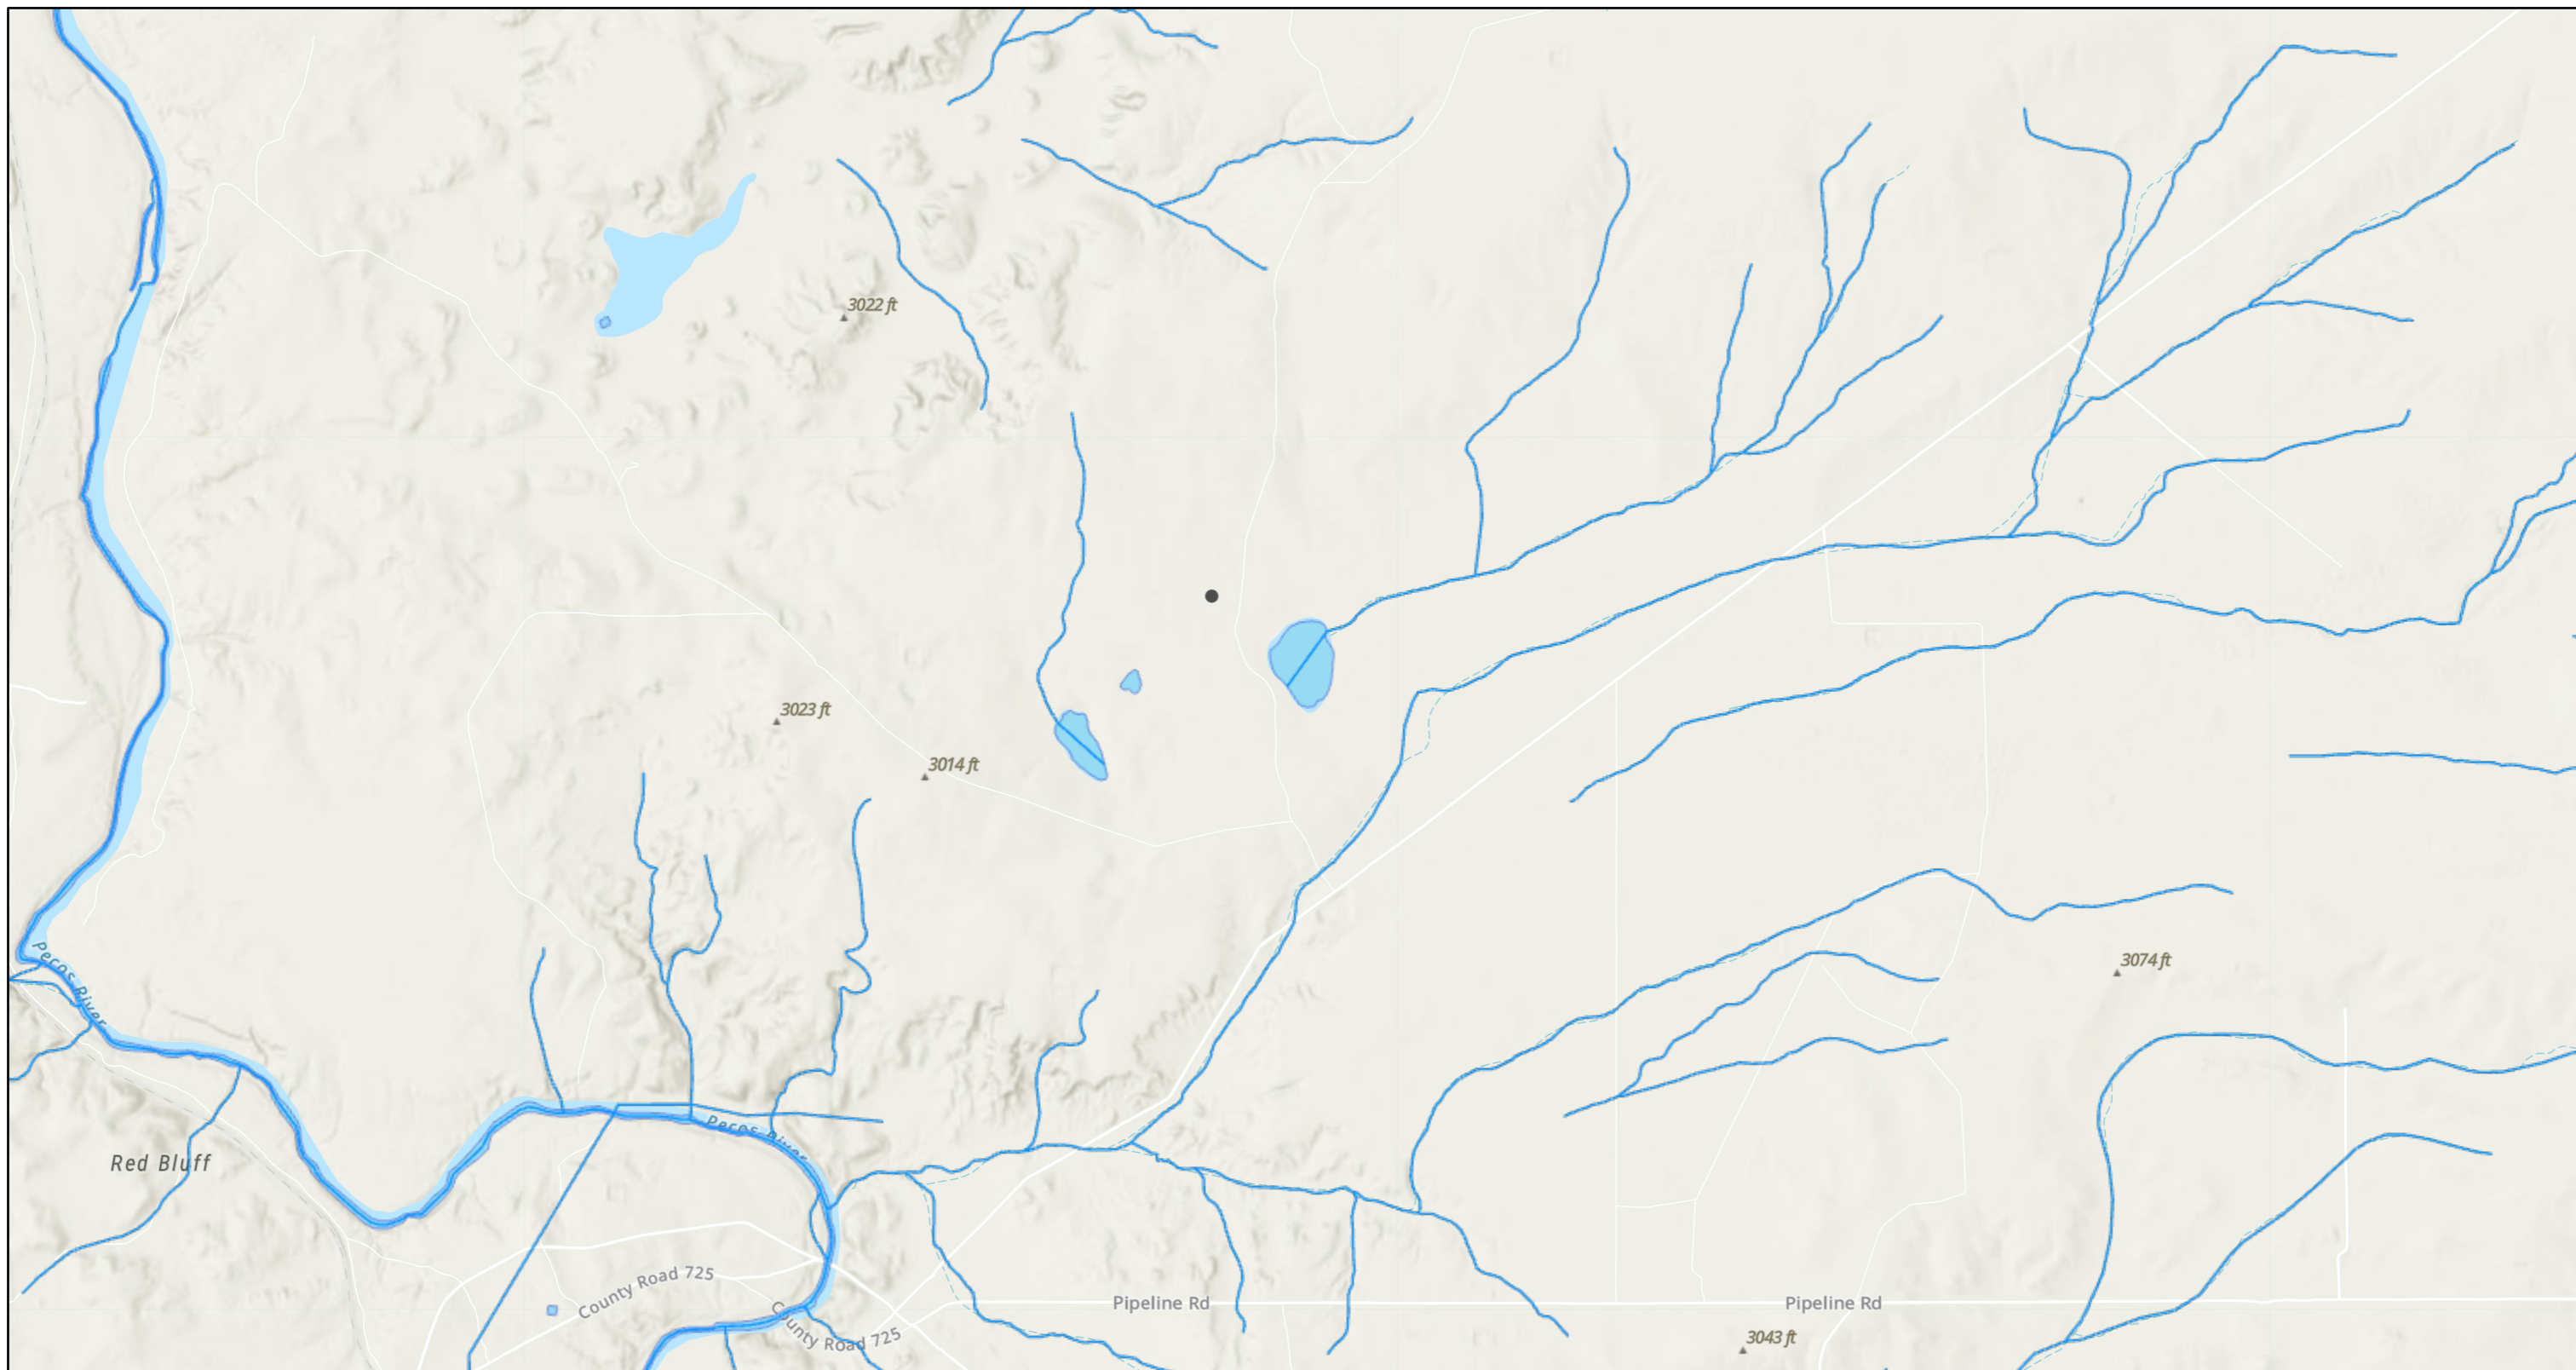 3022 ft
3023 ft
3014 ft
Pecos River
3074 ft
Pecos River
Red Bluff
County Road 725
Pipeline Rd
Pipeline Rd
County Road 725
3043 ft